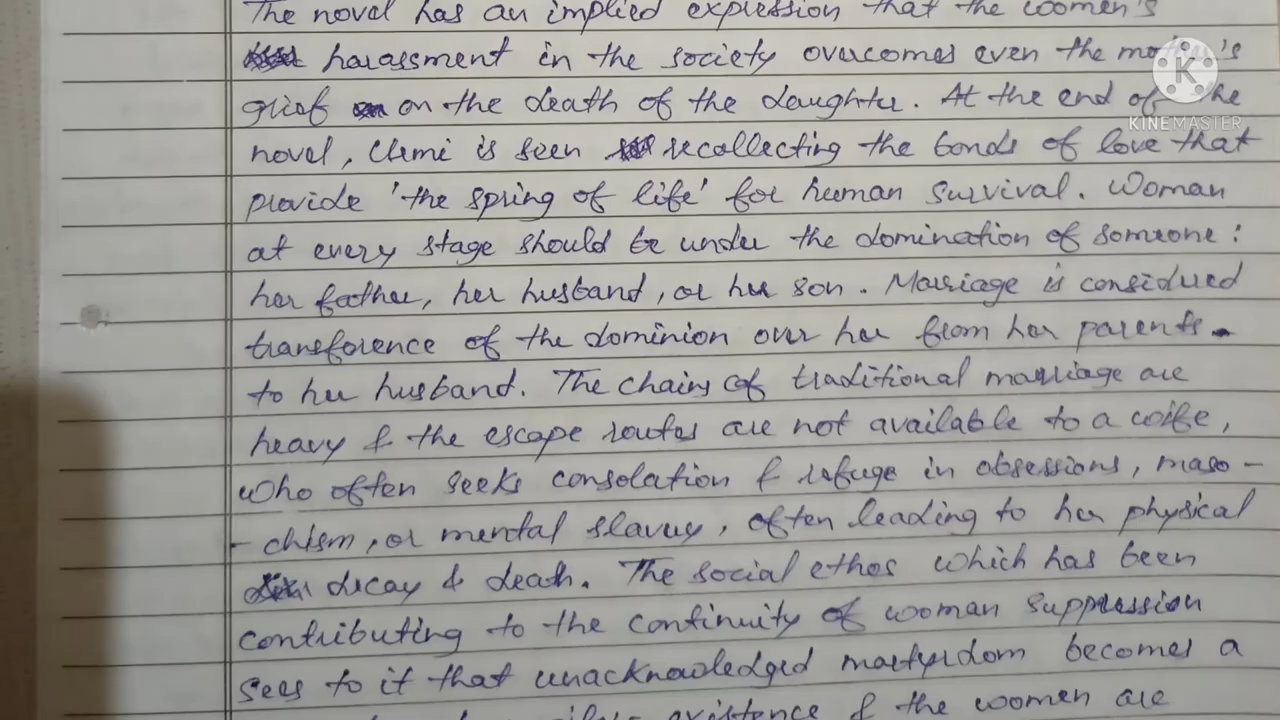 The novel has an implied expression that the women's
harassment in the society overcomes even the mother's
grief on the death of the daughter. At the end of the
novel, Urmi is seen recollecting the bonds of love that
provide 'the spring of life' for human survival. Woman
at every stage should be under the domination of someone:
her father, her husband, or her son. Marriage is considered
transference of the dominion over her from her parents
to her husband. The chains of traditional marriage are
heavy & the escape routes are not available to a wife,
who often seeks consolation & refuge in obsessions, maso-
-chism, or mental slavery, often leading to her physical
decay & death. The social ethos which has been
contributing to the continuity of woman suppression
sees to it that unacknowledged martyrdom becomes a
existence & the women are
K
KINEMASTER